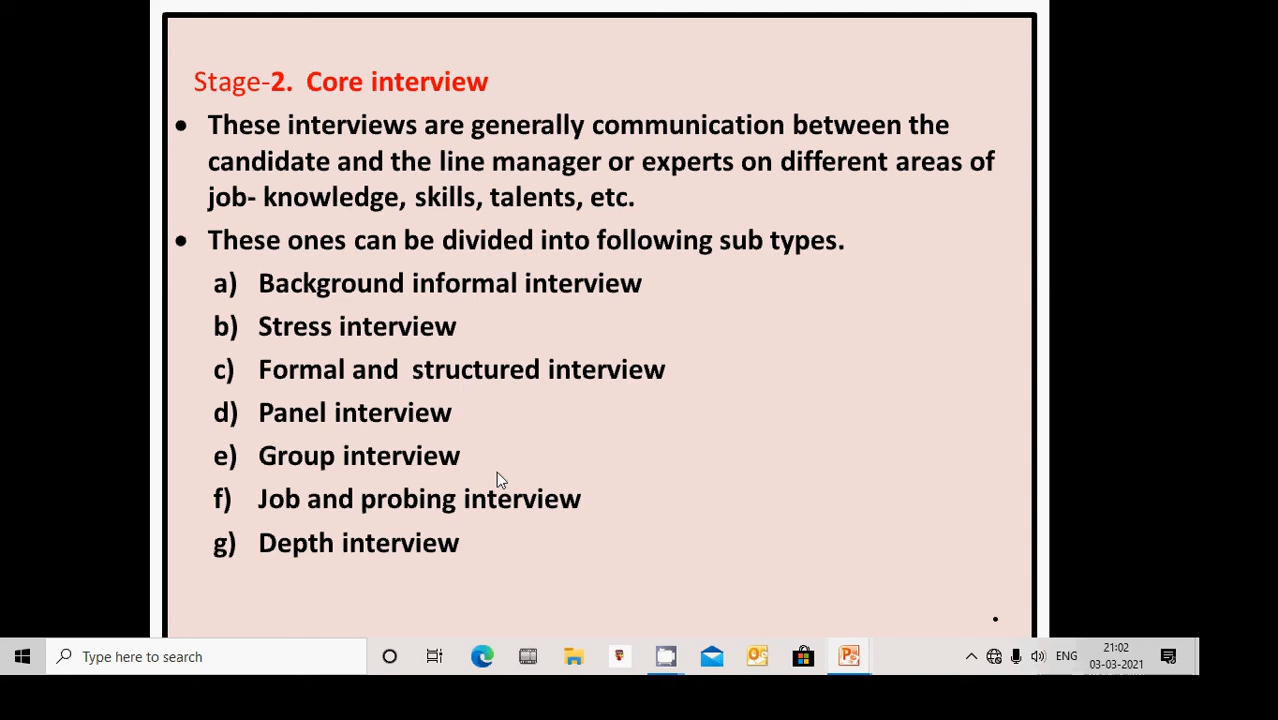 Stage-2. Core interview
• These interviews are generally communication between the
candidate and the line manager or experts on different areas of
job- knowledge, skills, talents, etc.
• These ones can be divided into following sub types.
a) Background informal interview
b) Stress interview
c) Formal and structured interview
d) Panel interview
e) Group interview
f) Job and probing interview
g) Depth interview
Type here to search
ENG
21:02
03-03-2021